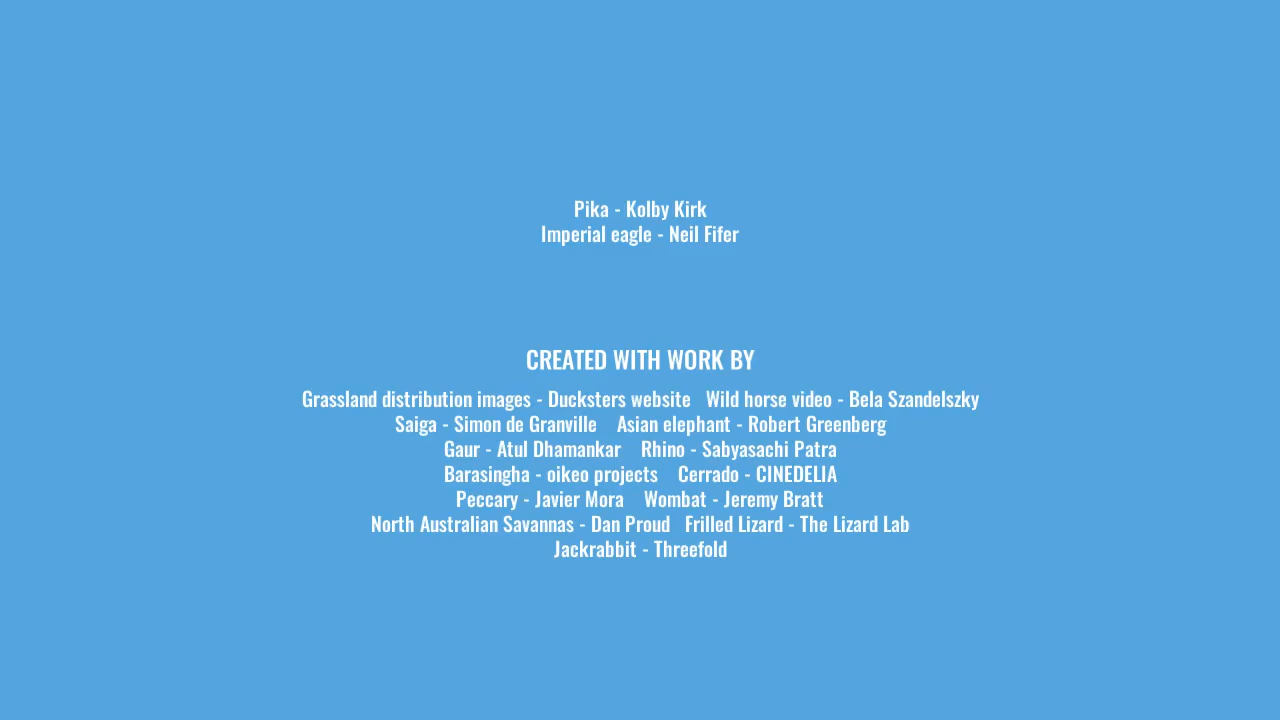 Pika - Kolby Kirk
Imperial eagle - Neil Fifer
CREATED WITH WORK BY
Grassland distribution images - Ducksters website   Wild horse video - Bela Szandelszky
Saiga - Simon de Granville   Asian elephant - Robert Greenberg
Gaur - Atul Dhamankar   Rhino - Sabyasachi Patra
Barasingha - oikeo projects   Cerrado - CINEDELIA
Peccary - Javier Mora   Wombat - Jeremy Bratt
North Australian Savannas - Dan Proud   Frilled Lizard - The Lizard Lab
Jackrabbit - Threefold